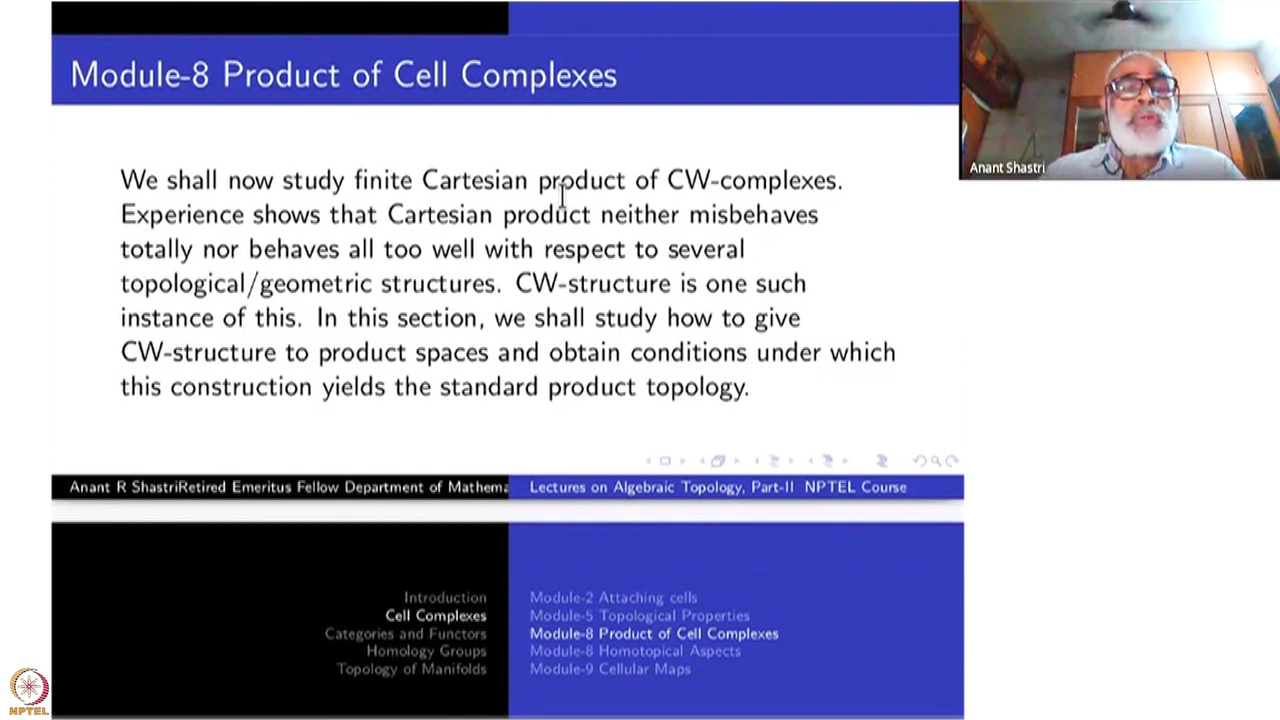 Module-8 Product of Cell Complexes
Anant Shastri
We shall now study finite Cartesian product of CW-complexes.
Experience shows that Cartesian product neither misbehaves
totally nor behaves all too well with respect to several
topological/geometric structures. CW-structure is one such
instance of this. In this section, we shall study how to give
CW-structure to product spaces and obtain conditions under which
this construction yields the standard product topology.
Anant R ShastriRetired Emeritus Fellow Department of Mathema
Lectures on Algebraic Topology, Part-II NPTEL Course
Introduction
Cell Complexes
Categories and Functors
Homology Groups
Topology of Manifolds
Module-2 Attaching cells
Module-5 Topological Properties
Module-8 Product of Cell Complexes
Module-8 Homotopical Aspects
Module-9 Cellular Maps
NPTEL